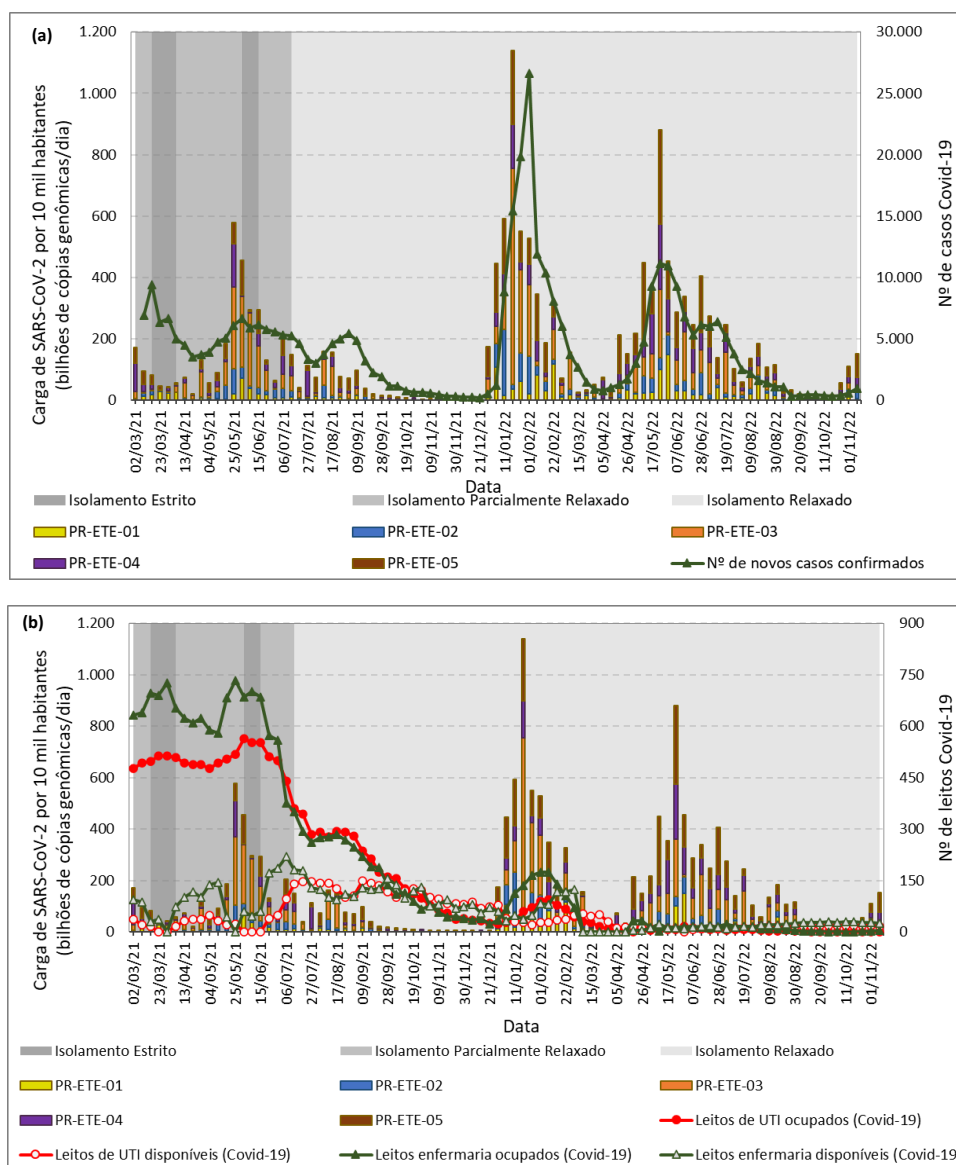 (a)
Carga de SARS-CoV-2 por 10 mil habitantes
(bilhões de cópias genômicas/dia)
1.200
1.000
800
600
400
200
0
30.000
25.000
20.000
15.000
10.000
5.000
0
Nº de casos Covid-19
02/03/21
23/03/21
13/04/21
04/05/21
25/05/21
15/06/21
06/07/21
27/07/21
17/08/21
09/09/21
28/09/21
19/10/21
09/11/21
30/11/21
21/12/21
11/01/22
01/02/22
22/02/22
15/03/22
05/04/22
26/04/22
17/05/22
07/06/22
28/06/22
19/07/22
09/08/22
30/08/22
20/09/22
11/10/22
01/11/22
Data
Isolamento Estrito
Isolamento Parcialmente Relaxado
Isolamento Relaxado
PR-ETE-01
PR-ETE-02
PR-ETE-03
PR-ETE-04
PR-ETE-05
Nº de novos casos confirmados
(b)
Carga de SARS-CoV-2 por 10 mil habitantes
(bilhões de cópias genômicas/dia)
1.200
1.000
800
600
400
200
0
900
750
600
450
300
150
0
Nº de leitos Covid-19
02/03/21
23/03/21
13/04/21
04/05/21
25/05/21
15/06/21
06/07/21
27/07/21
17/08/21
09/09/21
28/09/21
19/10/21
09/11/21
30/11/21
21/12/21
11/01/22
01/02/22
22/02/22
15/03/22
05/04/22
26/04/22
17/05/22
07/06/22
28/06/22
19/07/22
09/08/22
30/08/22
20/09/22
11/10/22
01/11/22
Data
Isolamento Estrito
Isolamento Parcialmente Relaxado
Isolamento Relaxado
PR-ETE-01
PR-ETE-02
PR-ETE-03
PR-ETE-04
PR-ETE-05
Leitos de UTI ocupados (Covid-19)
Leitos de UTI disponíveis (Covid-19)
Leitos enfermaria ocupados (Covid-19)
Leitos enfermaria disponíveis (Covid-19